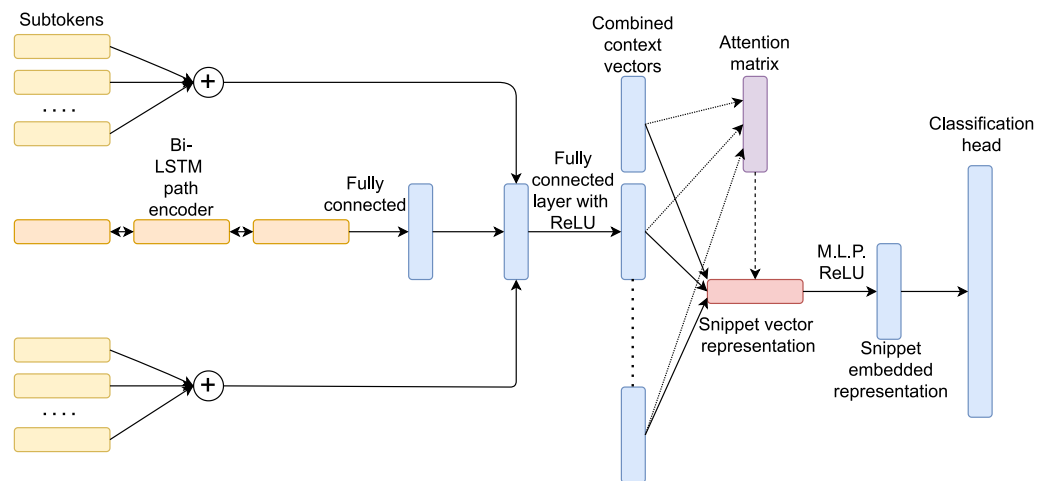 Subtokens
+
. . . .
Bi-
LSTM
path
encoder
Fully
connected
Fully
connected
layer with
ReLU
Combined
context
vectors
Attention
matrix
Classification
head
M.L.P.
ReLU
Snippet vector
representation
Snippet
embedded
representation
+
. . . .